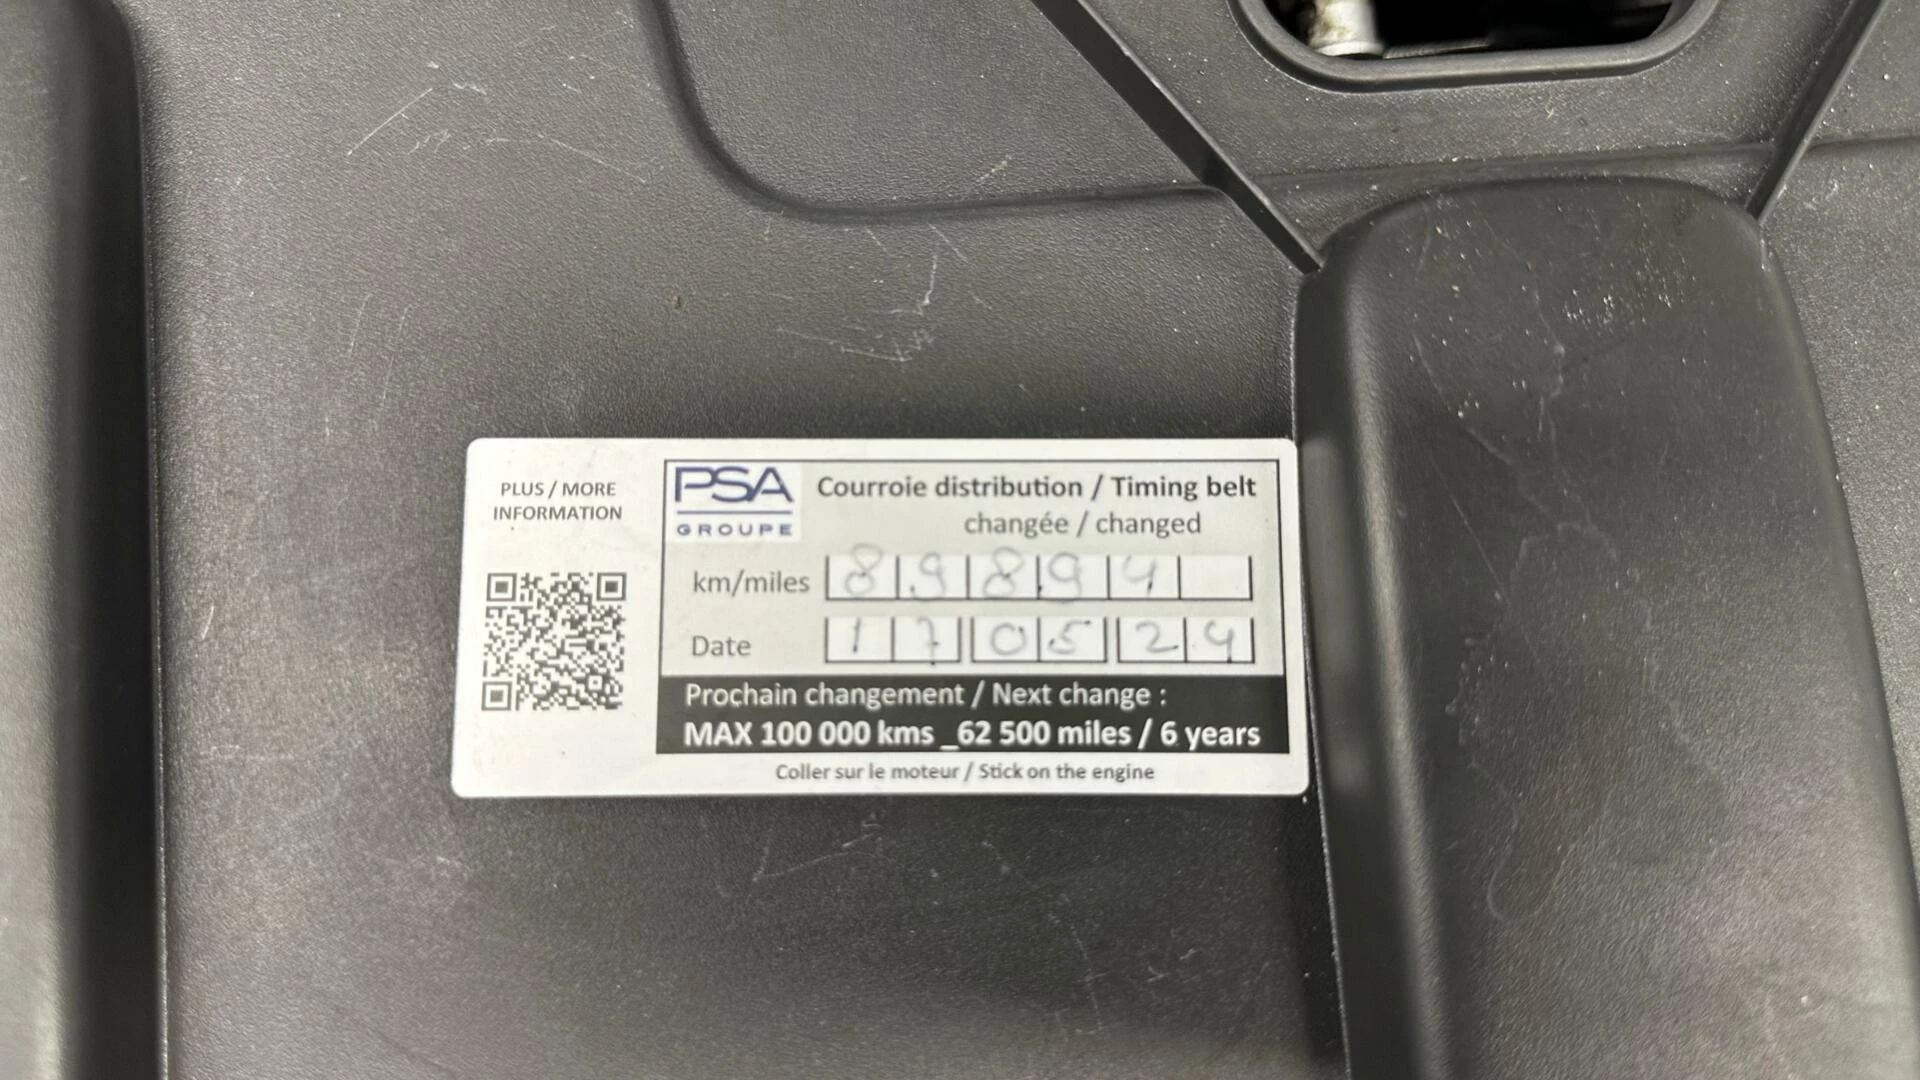 PLUS / MORE
INFORMATION
PSA
GROUPE
Courroie distribution / Timing belt
changée / changed
km/miles 89894
Date 17 05 24
Prochain changement / Next change :
MAX 100 000 kms _62 500 miles / 6 years
Coller sur le moteur / Stick on the engine